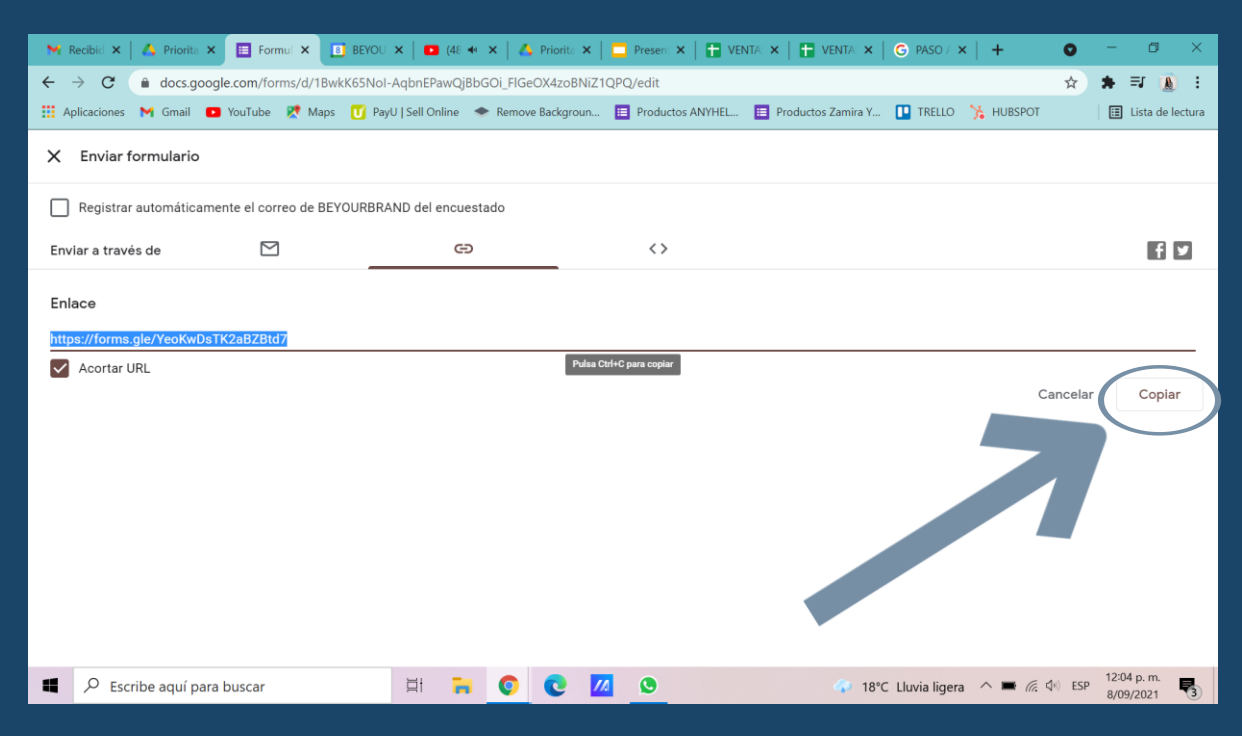 Recibid
Priorita
Formul
BEYOU
(48
Priorita
Presen
VENTA
VENTA
PASO /
docs.google.com/forms/d/1BwkK65NoI-AqbnEPawQjBbGOi_FlGeOX4zoBNiZ1QPQ/edit
Aplicaciones Gmail YouTube Maps PayU | Sell Online Remove Backgroun... Productos ANYHEL... Productos Zamira Y... TRELLO HUBSPOT Lista de lectura
Enviar formulario
Registrar automáticamente el correo de BEYOURBRAND del encuestado
Enviar a través de
Enlace
https://forms.gle/YeoKwDsTK2aBZBtd7
Acortar URL
Pulsa Ctrl+C para copiar
Cancelar Copiar
Escribe aquí para buscar
18°C Lluvia ligera
ESP
12:04 p. m.
8/09/2021
3